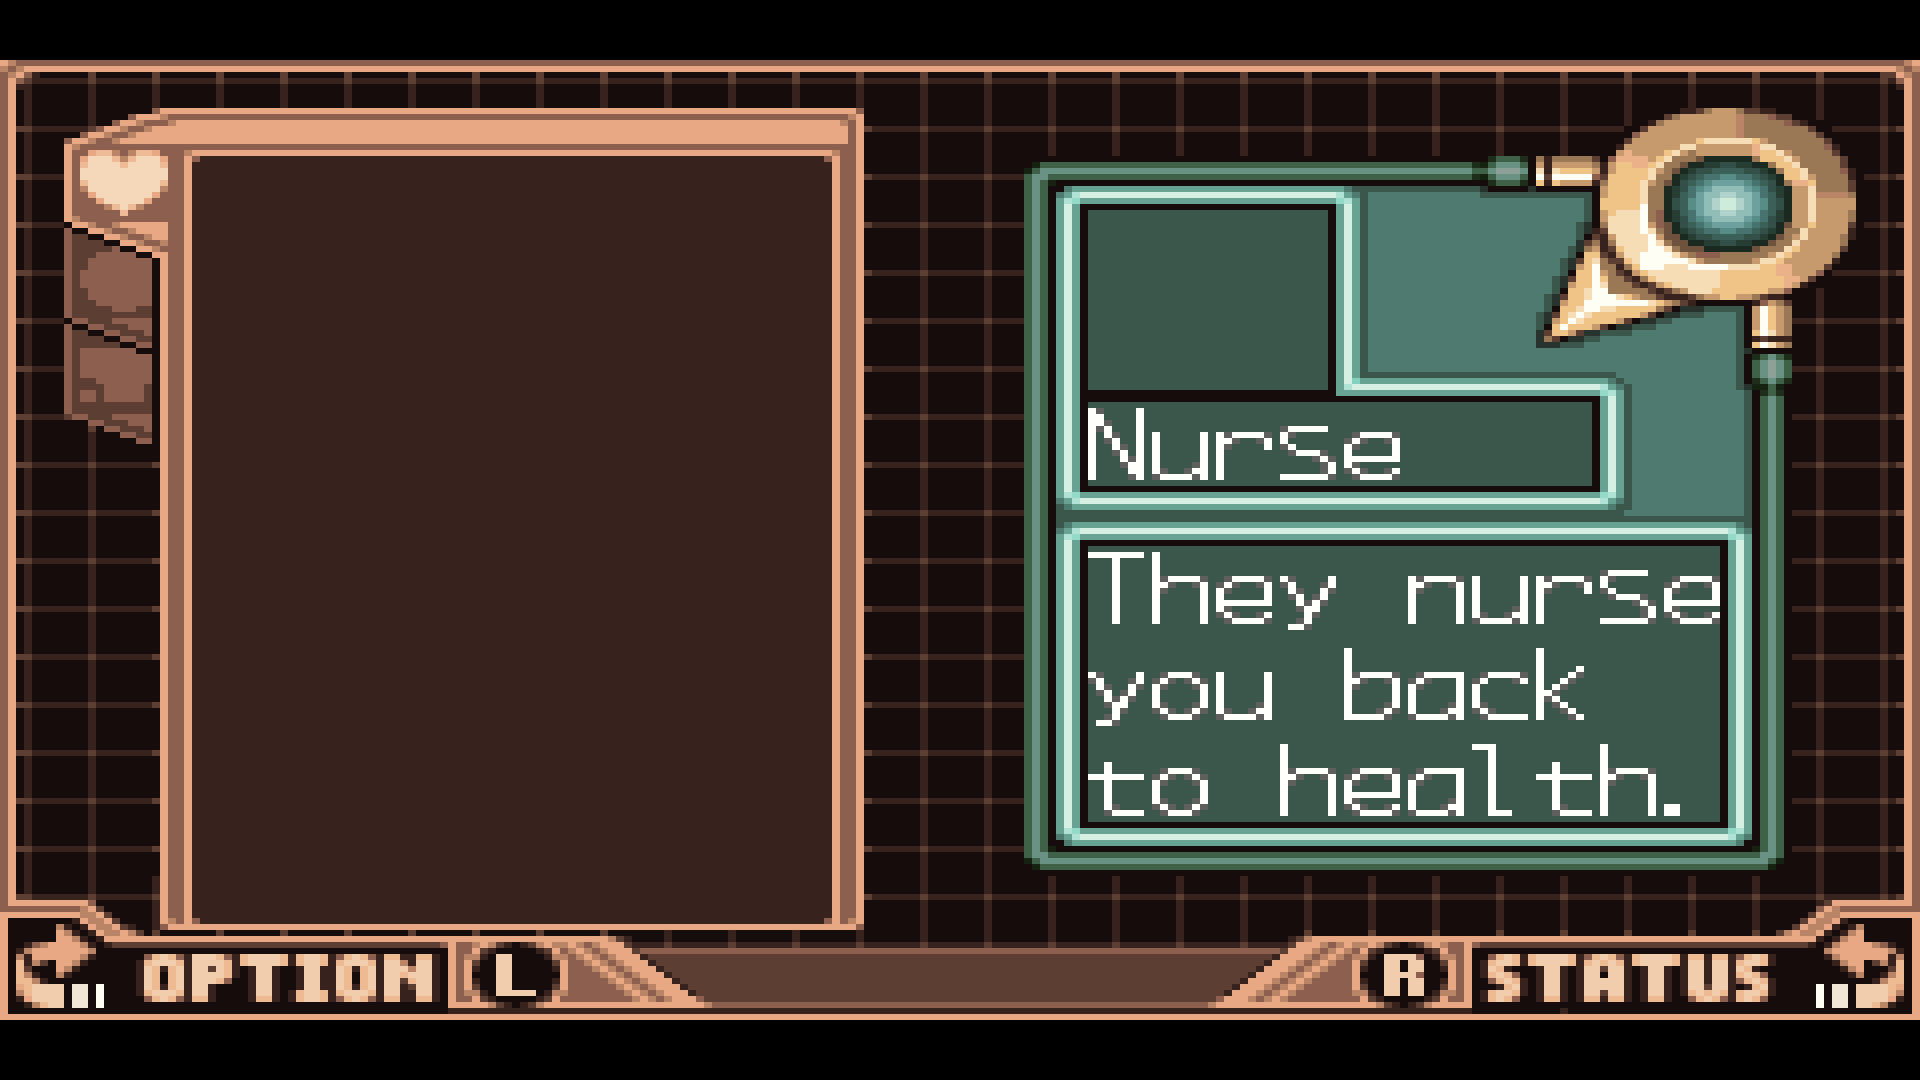 Nurse
They nurse
you back
to health.
OPTION L
R STATUS